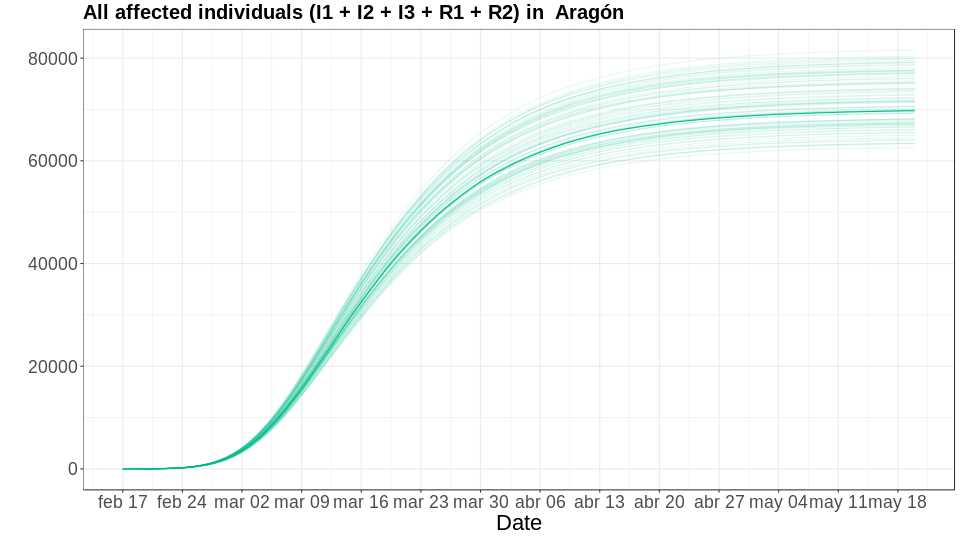 All affected individuals (I1 + I2 + I3 + R1 + R2) in  Aragón
80000
60000
40000
20000
0
feb 17 feb 24 mar 02 mar 09 mar 16 mar 23 mar 30 abr 06 abr 13 abr 20 abr 27 may 04 may 11 may 18
Date